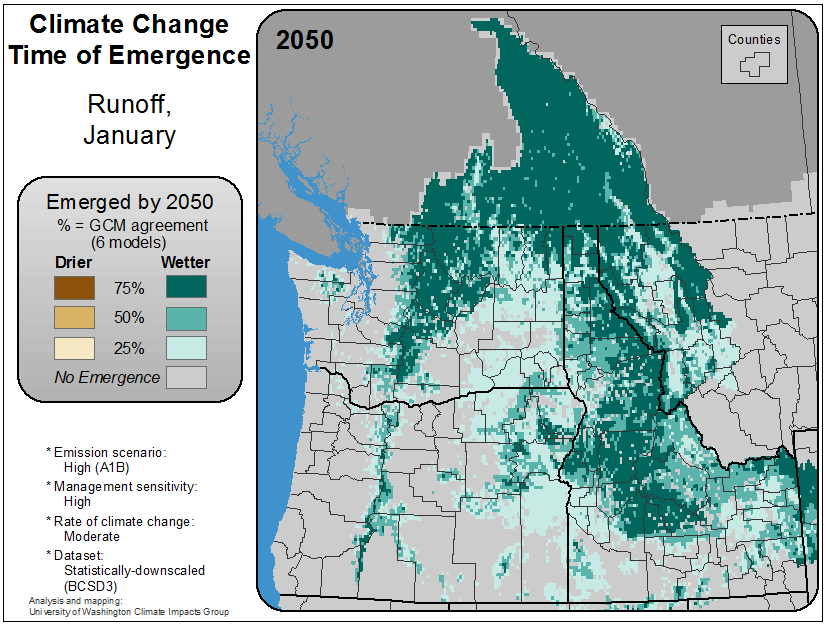 Climate Change
Time of Emergence
Runoff,
January
Emerged by 2050
% = GCM agreement
(6 models)
Drier Wetter
75%
50%
25%
No Emergence
* Emission scenario:
High (A1B)
* Management sensitivity:
High
* Rate of climate change:
Moderate
* Dataset:
Statistically-downscaled
(BCSD3)
Analysis and mapping:
University of Washington Climate Impacts Group
2050
Counties